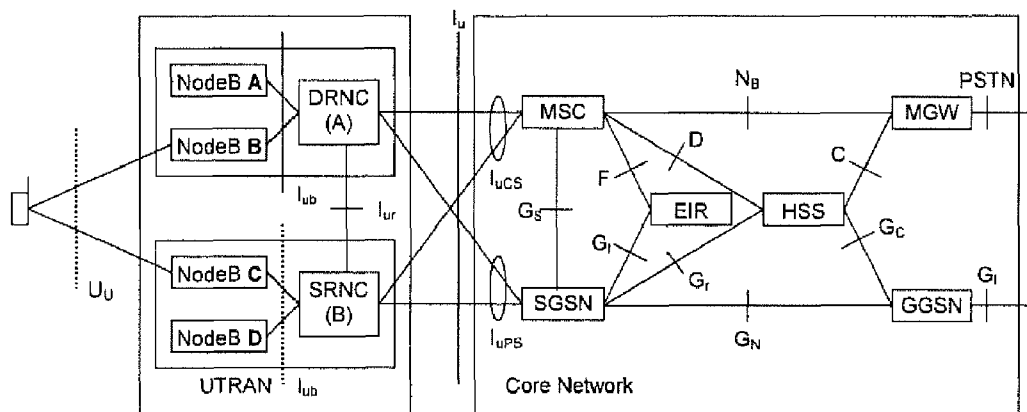 Iu
NodeB A
DRNC
(A)
NodeB B
Iub
Iur
UU
NodeB C
SRNC
(B)
NodeB D
UTRAN
Iub
IuCS
IuPS
MSC
NB
MGW
PSTN
D
F
C
GS
EIR
HSS
Gf
Gr
GC
SGSN
GN
GGSN
GI
Core Network